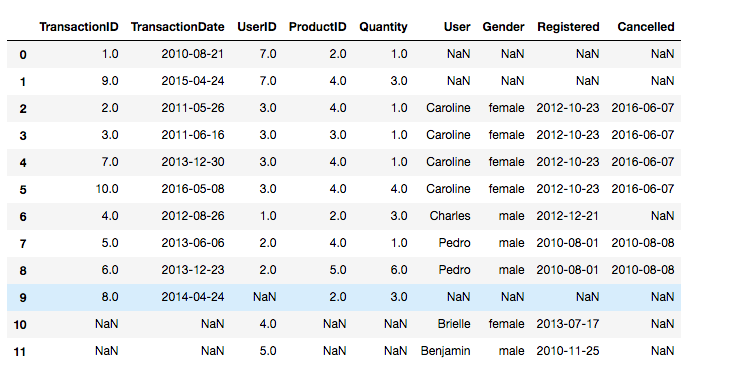 TransactionID TransactionDate UserID ProductID Quantity User Gender Registered Cancelled
0 1.0 2010-08-21 7.0 2.0 1.0 NaN NaN NaN NaN
1 9.0 2015-04-24 7.0 4.0 3.0 NaN NaN NaN NaN
2 2.0 2011-05-26 3.0 4.0 1.0 Caroline female 2012-10-23 2016-06-07
3 3.0 2011-06-16 3.0 3.0 1.0 Caroline female 2012-10-23 2016-06-07
4 7.0 2013-12-30 3.0 4.0 1.0 Caroline female 2012-10-23 2016-06-07
5 10.0 2016-05-08 3.0 4.0 4.0 Caroline female 2012-10-23 2016-06-07
6 4.0 2012-08-26 1.0 2.0 3.0 Charles male 2012-12-21 NaN
7 5.0 2013-06-06 2.0 4.0 1.0 Pedro male 2010-08-01 2010-08-08
8 6.0 2013-12-23 2.0 5.0 6.0 Pedro male 2010-08-01 2010-08-08
9 8.0 2014-04-24 NaN 2.0 3.0 NaN NaN NaN NaN
10 NaN NaN 4.0 NaN NaN Brielle female 2013-07-17 NaN
11 NaN NaN 5.0 NaN NaN Benjamin male 2010-11-25 NaN